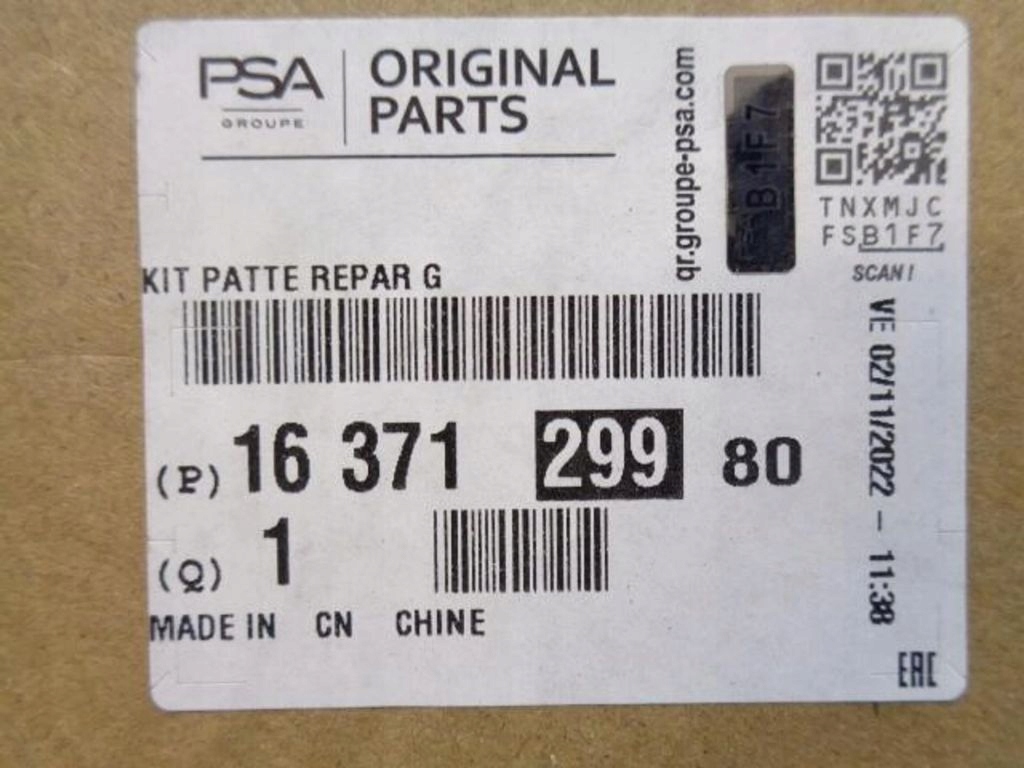 PSA
GROUPE
ORIGINAL
PARTS
qr.groupe-psa.com
B1F7
TNXMJC
FSB1F7
SCAN!
KIT PATTE REPAR G
(P) 16 371 299 80
(Q) 1
MADE IN CN CHINE
VE 02/11/2022 - 11:38
EAC